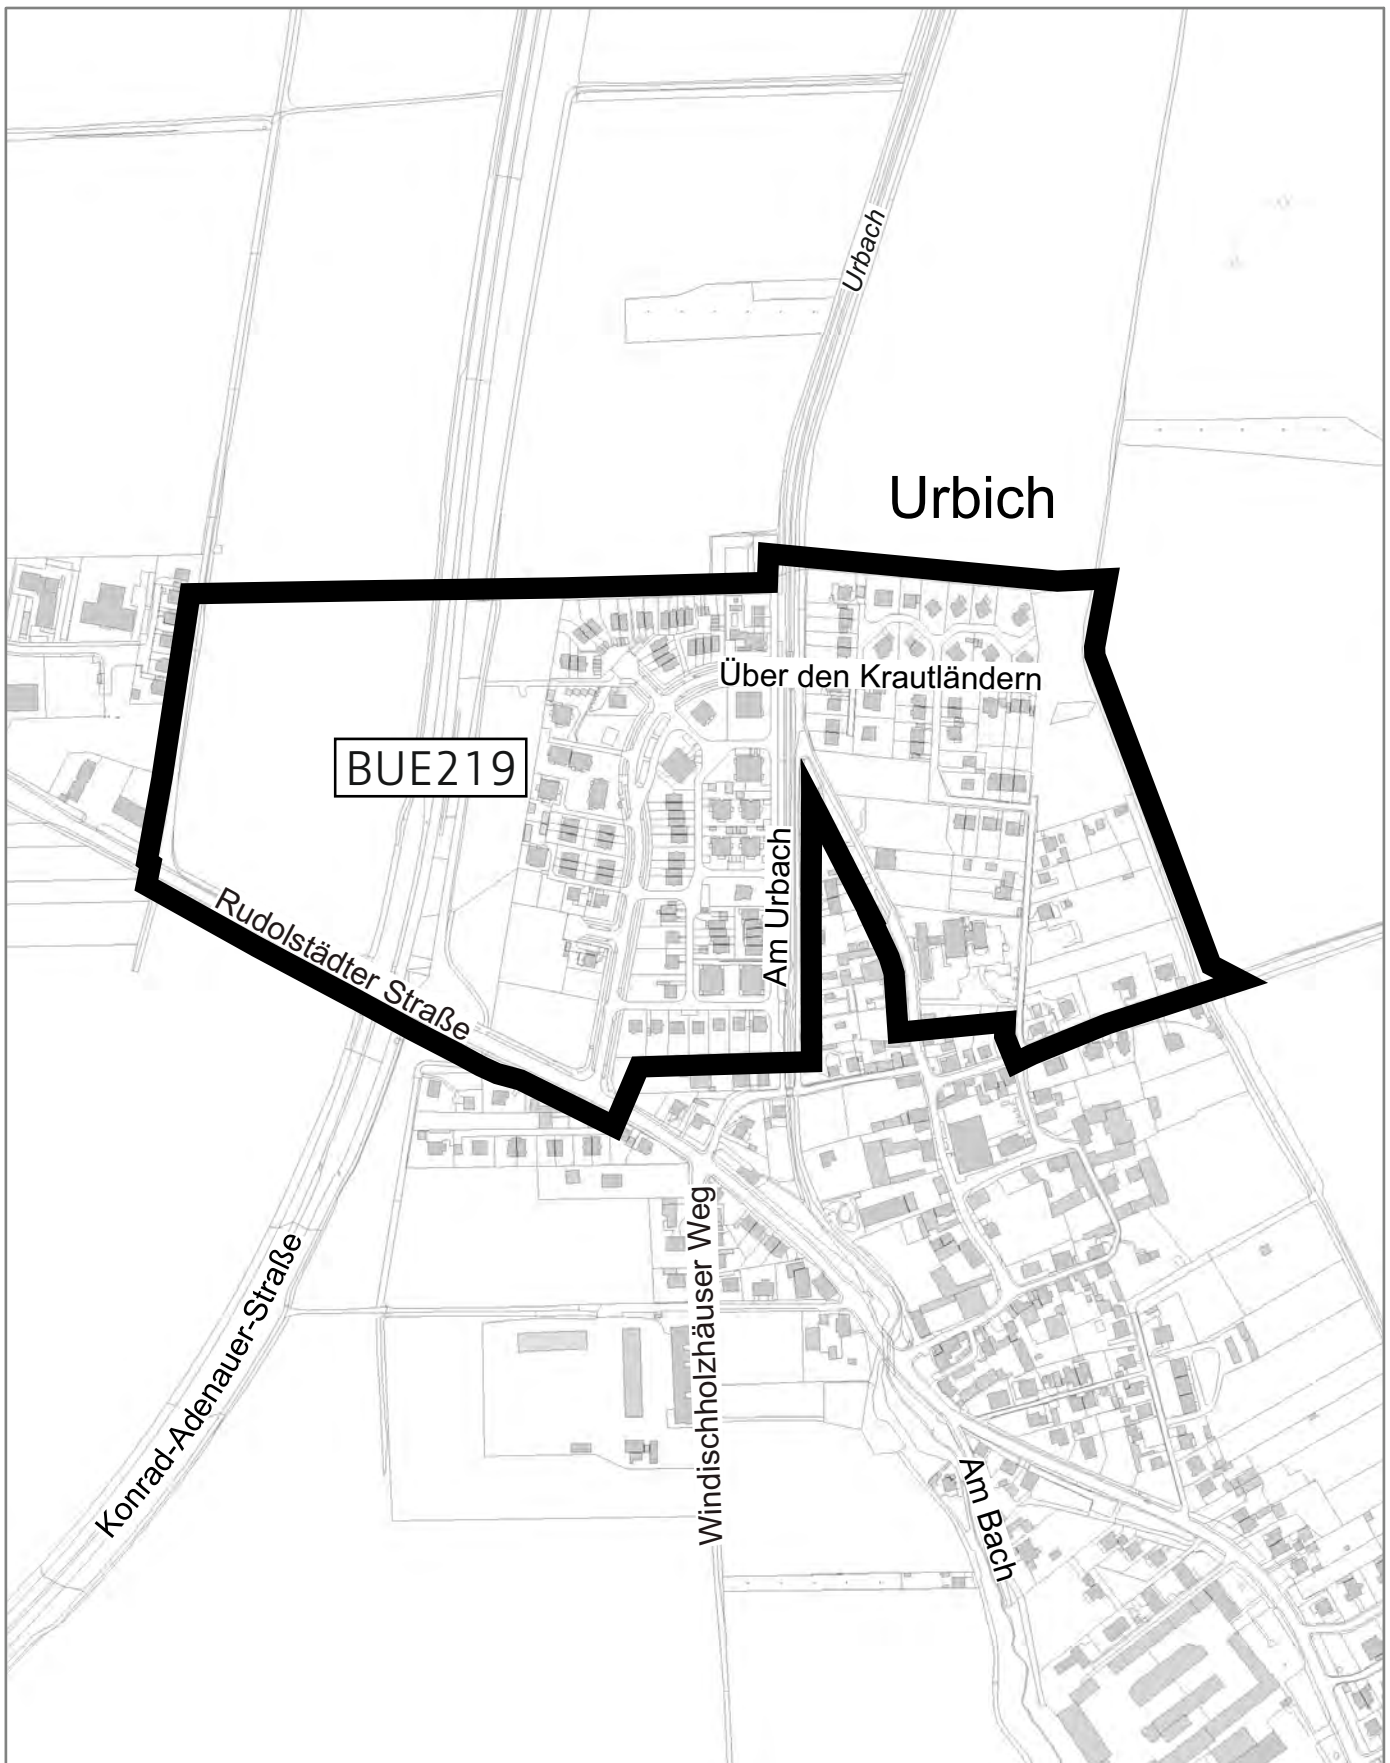 Urbach
Urbich
Über den Krautländern
BUE219
Am Urbach
Rudolstädter Straße
Windischholzhäuser Weg
Konrad-Adenauer-Straße
Am Bach